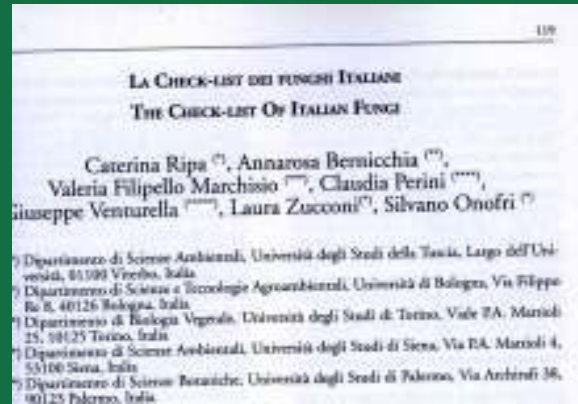 119
LA CHECK-LIST DEI FUNGHI ITALIANI
THE CHECK-LIST OF ITALIAN FUNGI
Caterina Ripa (*), Annarosa Bernicchia (**),
Valeria Filipello Marchisio (***), Claudia Perini (****),
Giuseppe Venturella (*****), Laura Zucconi(*), Silvano Onofri (*)
*) Dipartimento di Scienze Ambientali, Università degli Studi della Tuscia, Largo dell'Uni-
versità, 01100 Viterbo, Italia
*) Dipartimento di Scienze e Tecnologie Agroambientali, Università di Bologna, Via Filippo
Re 8, 40126 Bologna, Italia
*) Dipartimento di Biologia Vegetale, Università degli Studi di Torino, Viale P.A. Mattioli
25, 10125 Torino, Italia
*) Dipartimento di Scienze Ambientali, Università degli Studi di Siena, Via P.A. Mattioli 4,
53100 Siena, Italia
*) Dipartimento di Scienze Botaniche, Università degli Studi di Palermo, Via Archirafi 38,
90123 Palermo, Italia